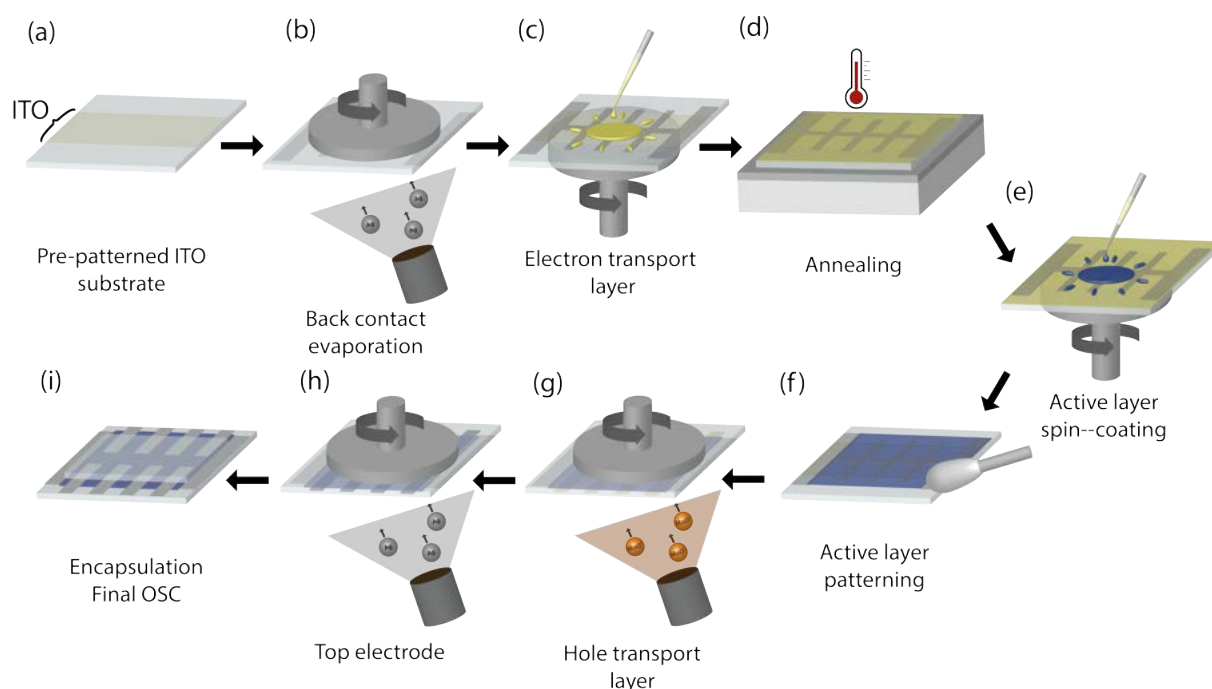 (a)
ITO
Pre-patterned ITO
substrate
(b)
Back contact
evaporation
(c)
Electron transport
layer
(d)
Annealing
(e)
Active layer
spin--coating
(f)
Active layer
patterning
(g)
Hole transport
layer
(h)
Top electrode
(i)
Encapsulation
Final OSC